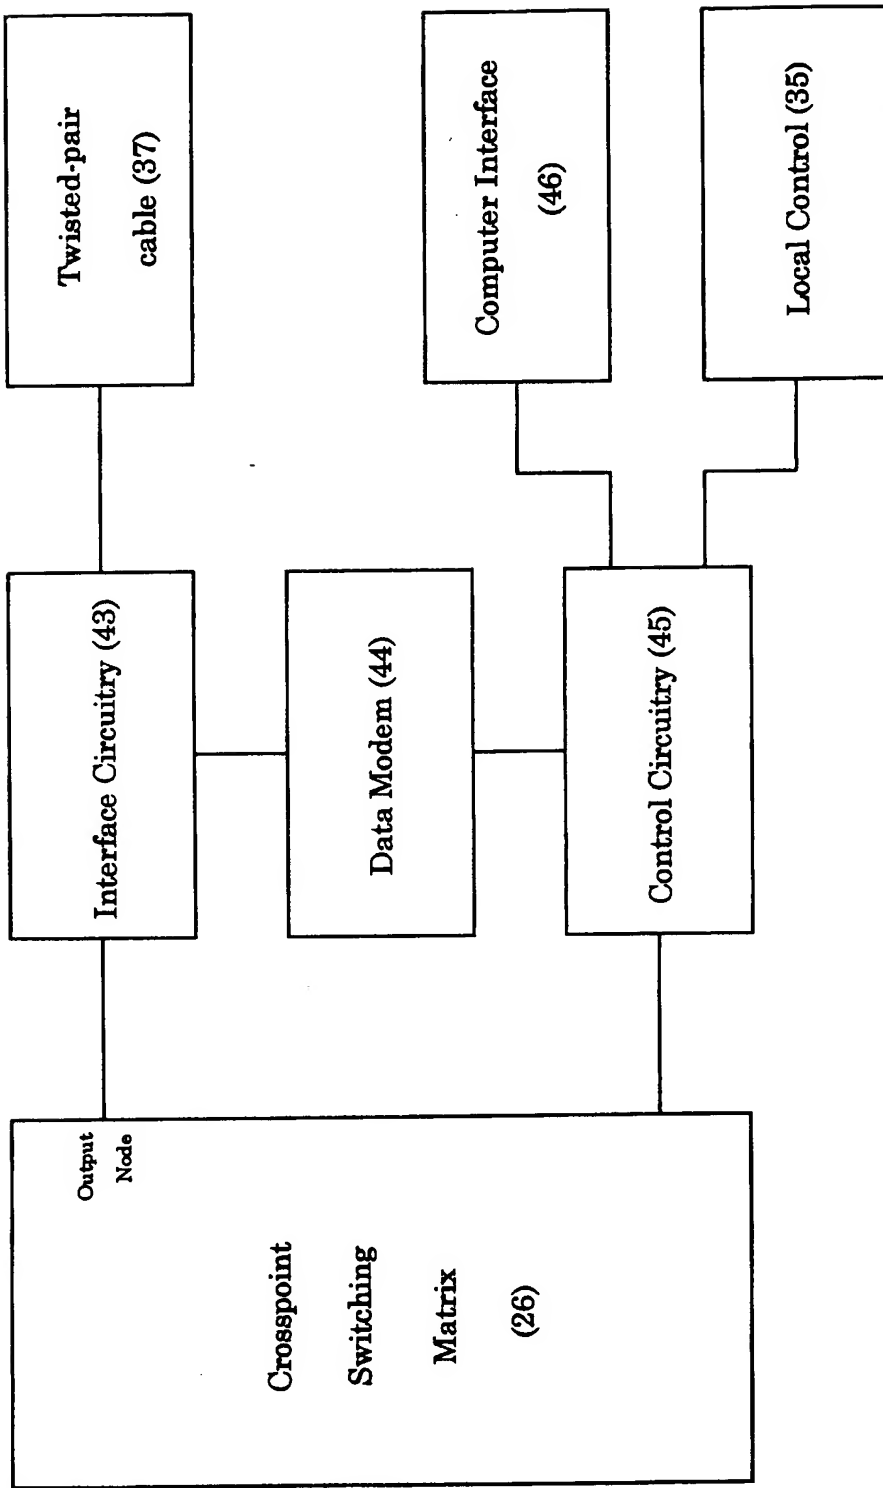 Crosspoint
Switching
Matrix
(26)
Output
Node
Interface Circuitry (43)
Data Modem (44)
Control Circuitry (45)
Twisted-pair
cable (37)
Computer Interface
(46)
Local Control (35)